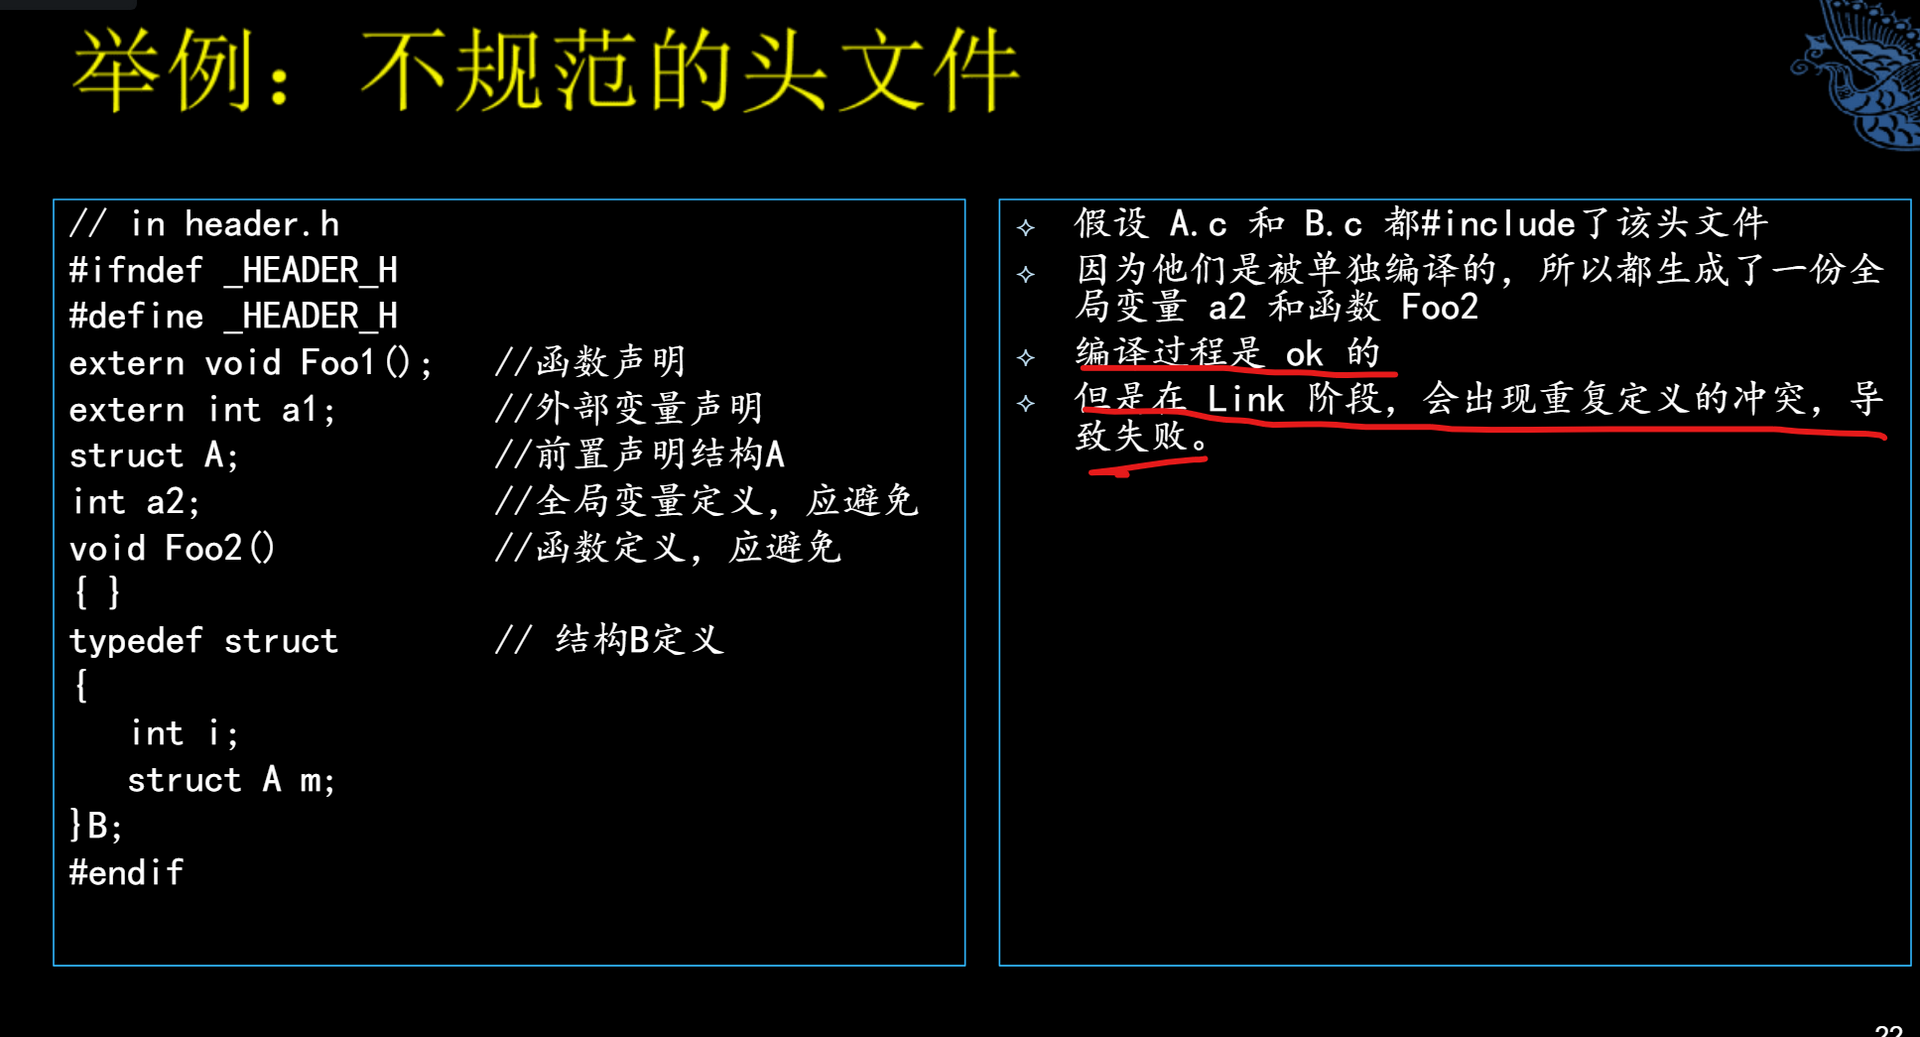 举例：不规范的头文件
// in header.h
#ifndef _HEADER_H
#define _HEADER_H
extern void Foo1(); //函数声明
extern int a1; //外部变量声明
struct A; //前置声明结构A
int a2; //全局变量定义，应避免
void Foo2() //函数定义，应避免
{ }
typedef struct // 结构B定义
{
int i;
struct A m;
}B;
#endif
假设 A.c 和 B.c 都#include了该头文件
因为他们是被单独编译的，所以都生成了一份全
局变量 a2 和函数 Foo2
编译过程是 ok 的
但是在 Link 阶段，会出现重复定义的冲突，导
致失败。
22